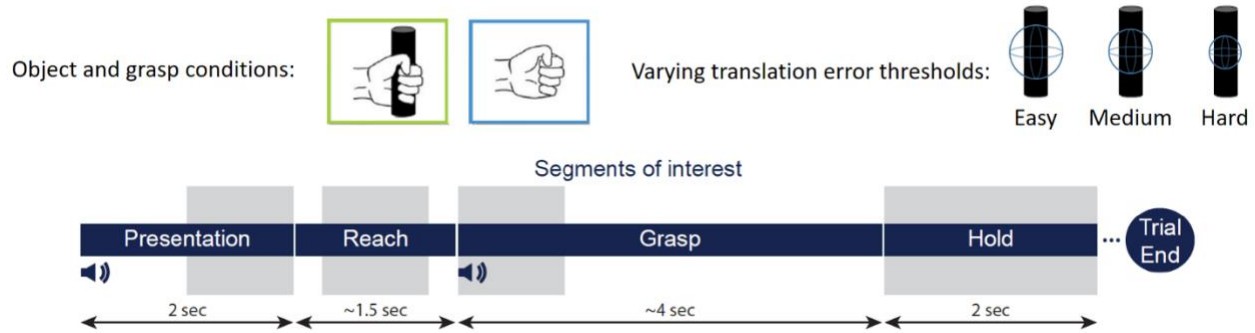 Object and grasp conditions:
Varying translation error thresholds:
Easy Medium Hard
Segments of interest
Presentation Reach Grasp Hold ... Trial End
2 sec ~1.5 sec ~4 sec 2 sec